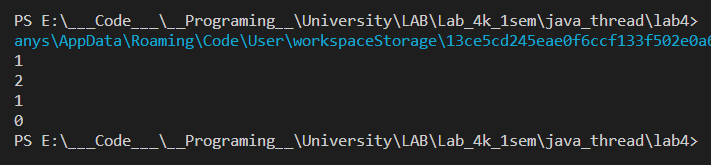 PS E:\___Code___\__Programing__\University\LAB\Lab_4k_1sem\java_thread\lab4>
anys\AppData\Roaming\Code\User\workspaceStorage\13ce5cd245eae0f6ccf133f502e0a6
1
2
1
0
PS E:\___Code___\__Programing__\University\LAB\Lab_4k_1sem\java_thread\lab4>